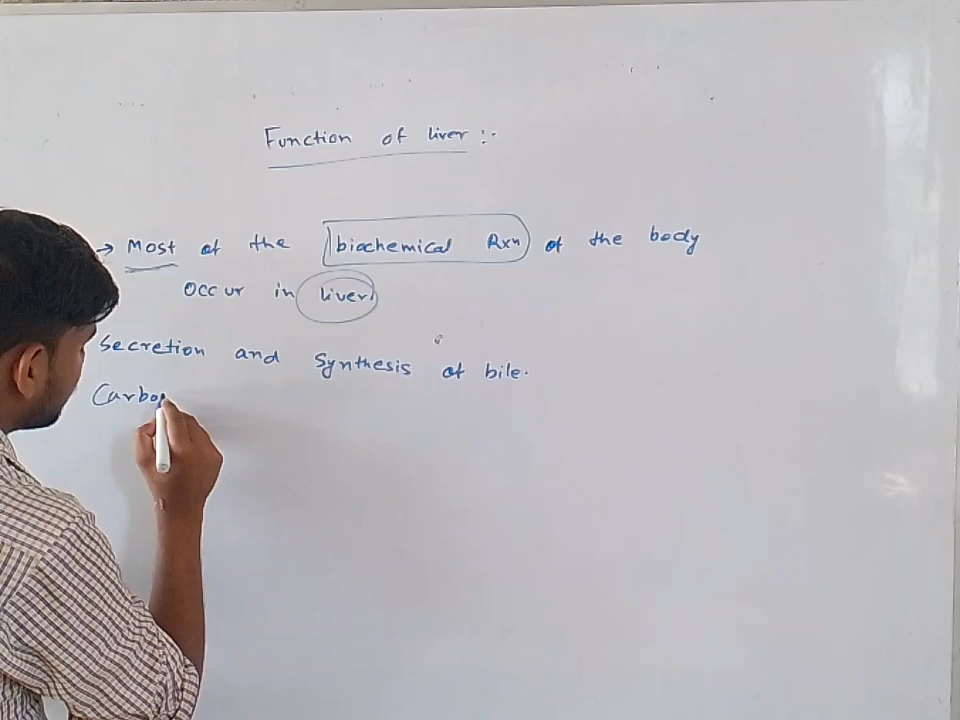 Function of liver :-
→ Most of the biochemical Rxn of the body
occur in liver.
Secretion and Synthesis of bile.
Carbo